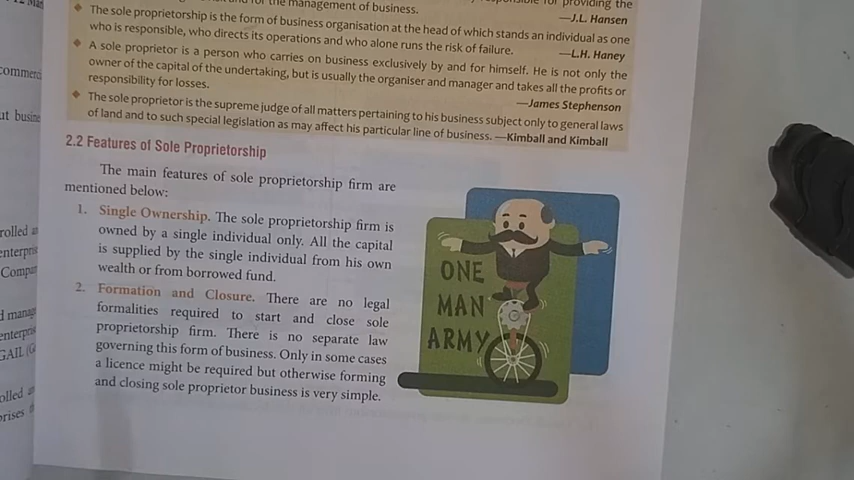 the management of business.
responsible for providing the
—J.L. Hansen
❖ The sole proprietorship is the form of business organisation at the head of which stands an individual as one
who is responsible, who directs its operations and who alone runs the risk of failure.
—L.H. Haney
❖ A sole proprietor is a person who carries on business exclusively by and for himself. He is not only the
owner of the capital of the undertaking, but is usually the organiser and manager and takes all the profits or
responsibility for losses.
—James Stephenson
❖ The sole proprietor is the supreme judge of all matters pertaining to his business subject only to general laws
of land and to such special legislation as may affect his particular line of business. —Kimball and Kimball
2.2 Features of Sole Proprietorship
The main features of sole proprietorship firm are
mentioned below:
1. Single Ownership. The sole proprietorship firm is
owned by a single individual only. All the capital
is supplied by the single individual from his own
wealth or from borrowed fund.
2. Formation and Closure. There are no legal
formalities required to start and close sole
proprietorship firm. There is no separate law
governing this form of business. Only in some cases
a licence might be required but otherwise forming
and closing sole proprietor business is very simple.
ONE
MAN
ARMY